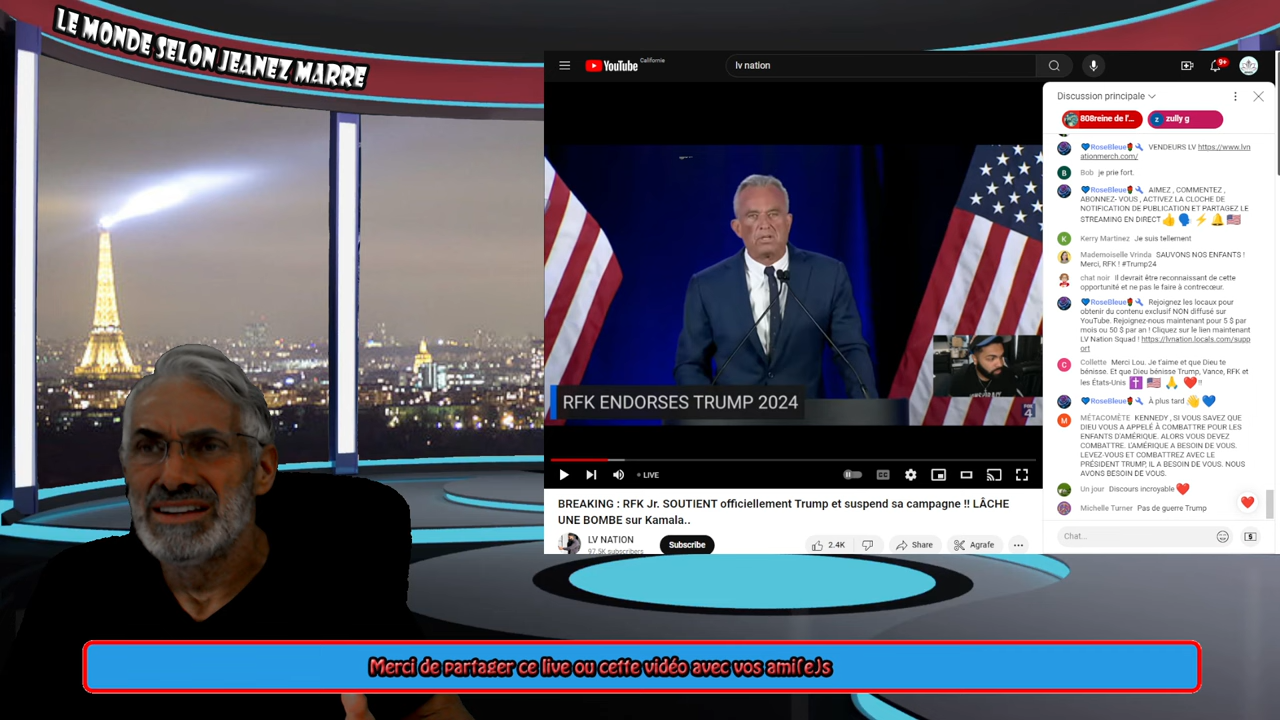 LE MONDE SELON JEANEZ MARRE
YouTube
Californie
lv nation
9+
Discussion principale
808reine de l'...
z
zully g
RoseBleue VENDEURS LV https://www.lvn
ationmerch.com/
B
Bob je prie fort.
RoseBleue AIMEZ , COMMENTEZ ,
ABONNEZ- VOUS , ACTIVEZ LA CLOCHE DE
NOTIFICATION DE PUBLICATION ET PARTAGEZ LE
STREAMING EN DIRECT
K
Kerry Martinez Je suis tellement
Mademoiselle Vrinda SAUVONS NOS ENFANTS !
Merci, RFK ! #Trump24
chat noir Il devrait être reconnaissant de cette
opportunité et ne pas le faire à contrecœur.
RoseBleue Rejoignez les locaux pour
obtenir du contenu exclusif NON diffusé sur
YouTube. Rejoignez-nous maintenant pour 5 $ par
mois ou 50 $ par an ! Cliquez sur le lien maintenant
LV Nation Squad ! https://lvnation.locals.com/supp
ort
C
Collette Merci Lou. Je t'aime et que Dieu te
bénisse. Et que Dieu bénisse Trump, Vance, RFK et
les États-Unis !!
RoseBleue À plus tard
M
MÉTACOMÈTE KENNEDY, SI VOUS SAVEZ QUE
DIEU VOUS A APPELÉ À COMBATTRE POUR LES
ENFANTS D'AMÉRIQUE. ALORS VOUS DEVEZ
COMBATTRE. L'AMÉRIQUE A BESOIN DE VOUS.
LEVEZ-VOUS ET COMBATTREZ AVEC LE
PRÉSIDENT TRUMP, IL A BESOIN DE VOUS. NOUS
AVONS BESOIN DE VOUS.
Un jour Discours incroyable
Michelle Turner Pas de guerre Trump
Chat...
RFK ENDORSES TRUMP 2024
4
LIVE
BREAKING : RFK Jr. SOUTIENT officiellement Trump et suspend sa campagne !! LÂCHE
UNE BOMBE sur Kamala..
LV NATION
97.5K subscribers
Subscribe
2.4K
Share
Agrafe
Merci de partager ce live ou cette vidéo avec vos ami(e)s